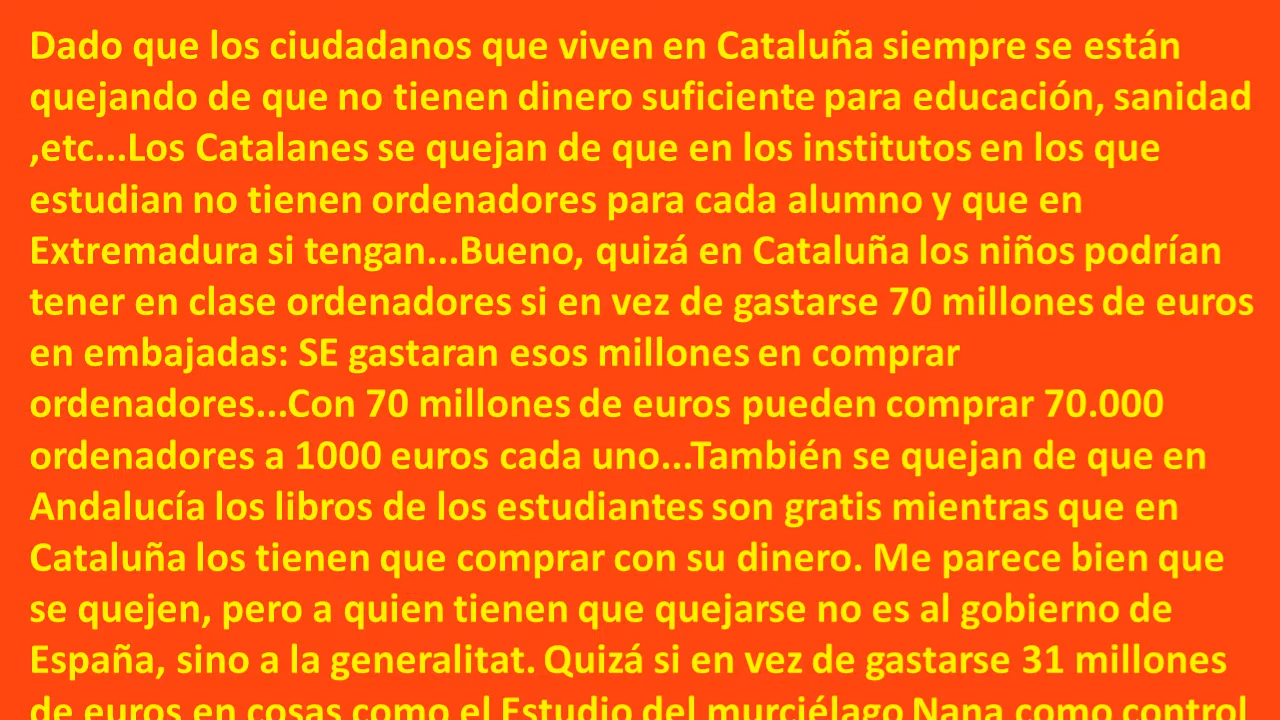 Dado que los ciudadanos que viven en Cataluña siempre se están
quejando de que no tienen dinero suficiente para educación, sanidad
,etc...Los Catalanes se quejan de que en los institutos en los que
estudian no tienen ordenadores para cada alumno y que en
Extremadura si tengan...Bueno, quizá en Cataluña los niños podrían
tener en clase ordenadores si en vez de gastarse 70 millones de euros
en embajadas: SE gastaran esos millones en comprar
ordenadores...Con 70 millones de euros pueden comprar 70.000
ordenadores a 1000 euros cada uno...También se quejan de que en
Andalucía los libros de los estudiantes son gratis mientras que en
Cataluña los tienen que comprar con su dinero. Me parece bien que
se quejen, pero a quien tienen que quejarse no es al gobierno de
España, sino a la generalitat. Quizá si en vez de gastarse 31 millones
de euros en cosas como el Estudio del murciélago Nana como control